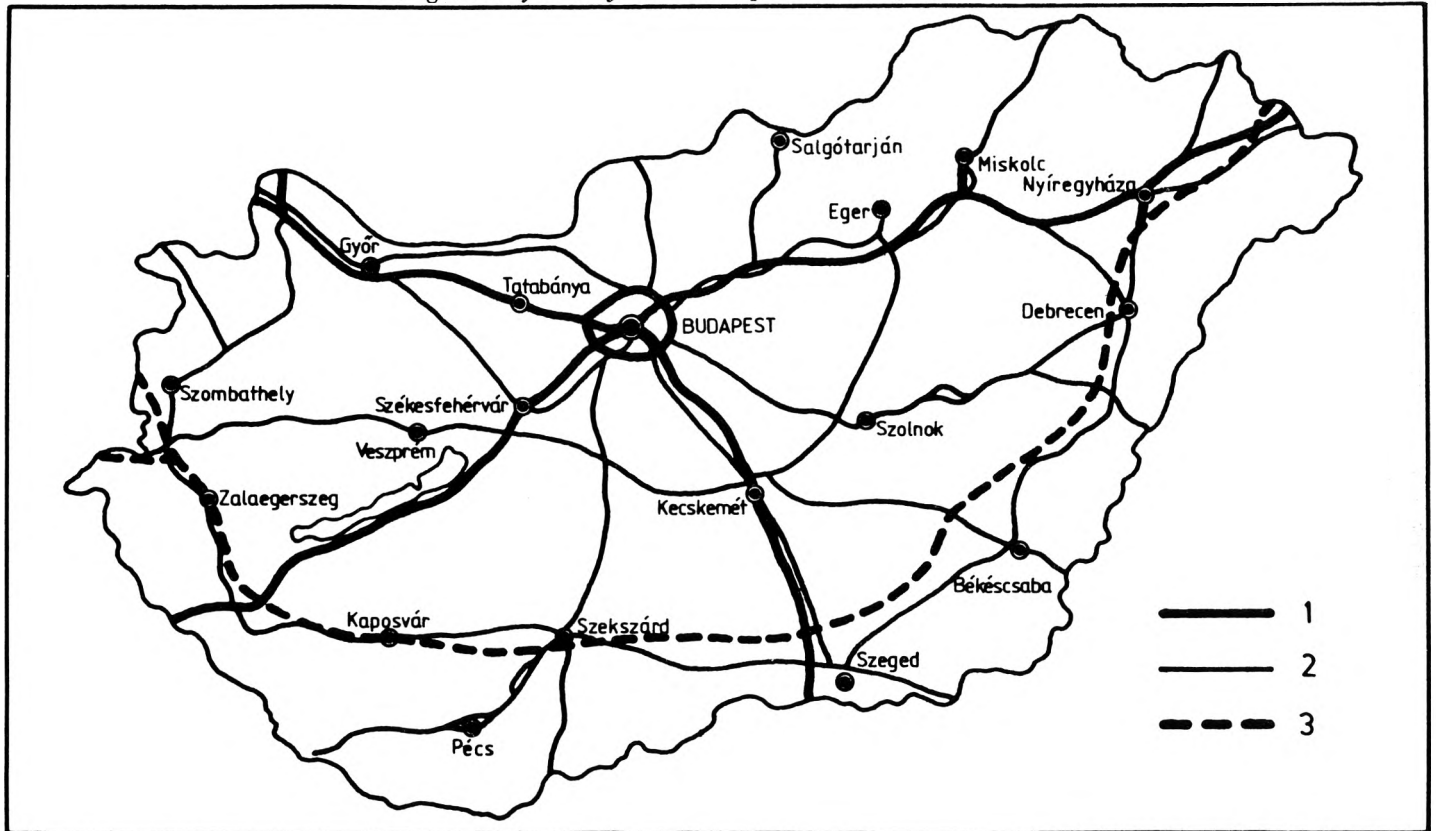 Salgótarján
Miskolc
Nyíregyháza
Eger
Győr
Tatabánya
BUDAPEST
Debrecen
Szombathely
Székesfehérvár
Veszprém
Szolnok
Zalaegerszeg
Kecskemét
Békéscsaba
Kaposvár
Szekszárd
Szeged
Pécs
1
2
3